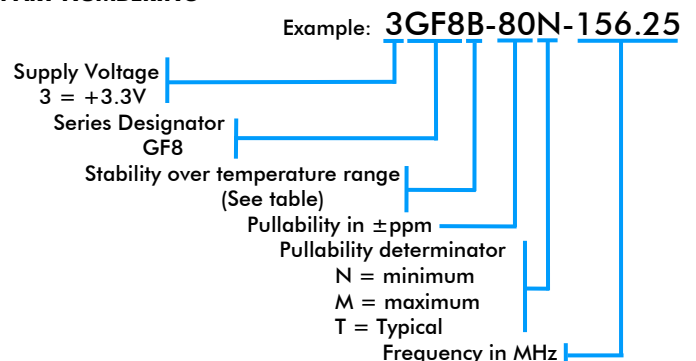 Example: 3GF8B-80N-156.25
Supply Voltage
3 = +3.3V
Series Designator
GF8
Stability over temperature range
(See table)
Pullability in ±ppm
Pullability determinator
N = minimum
M = maximum
T = Typical
Frequency in MHz